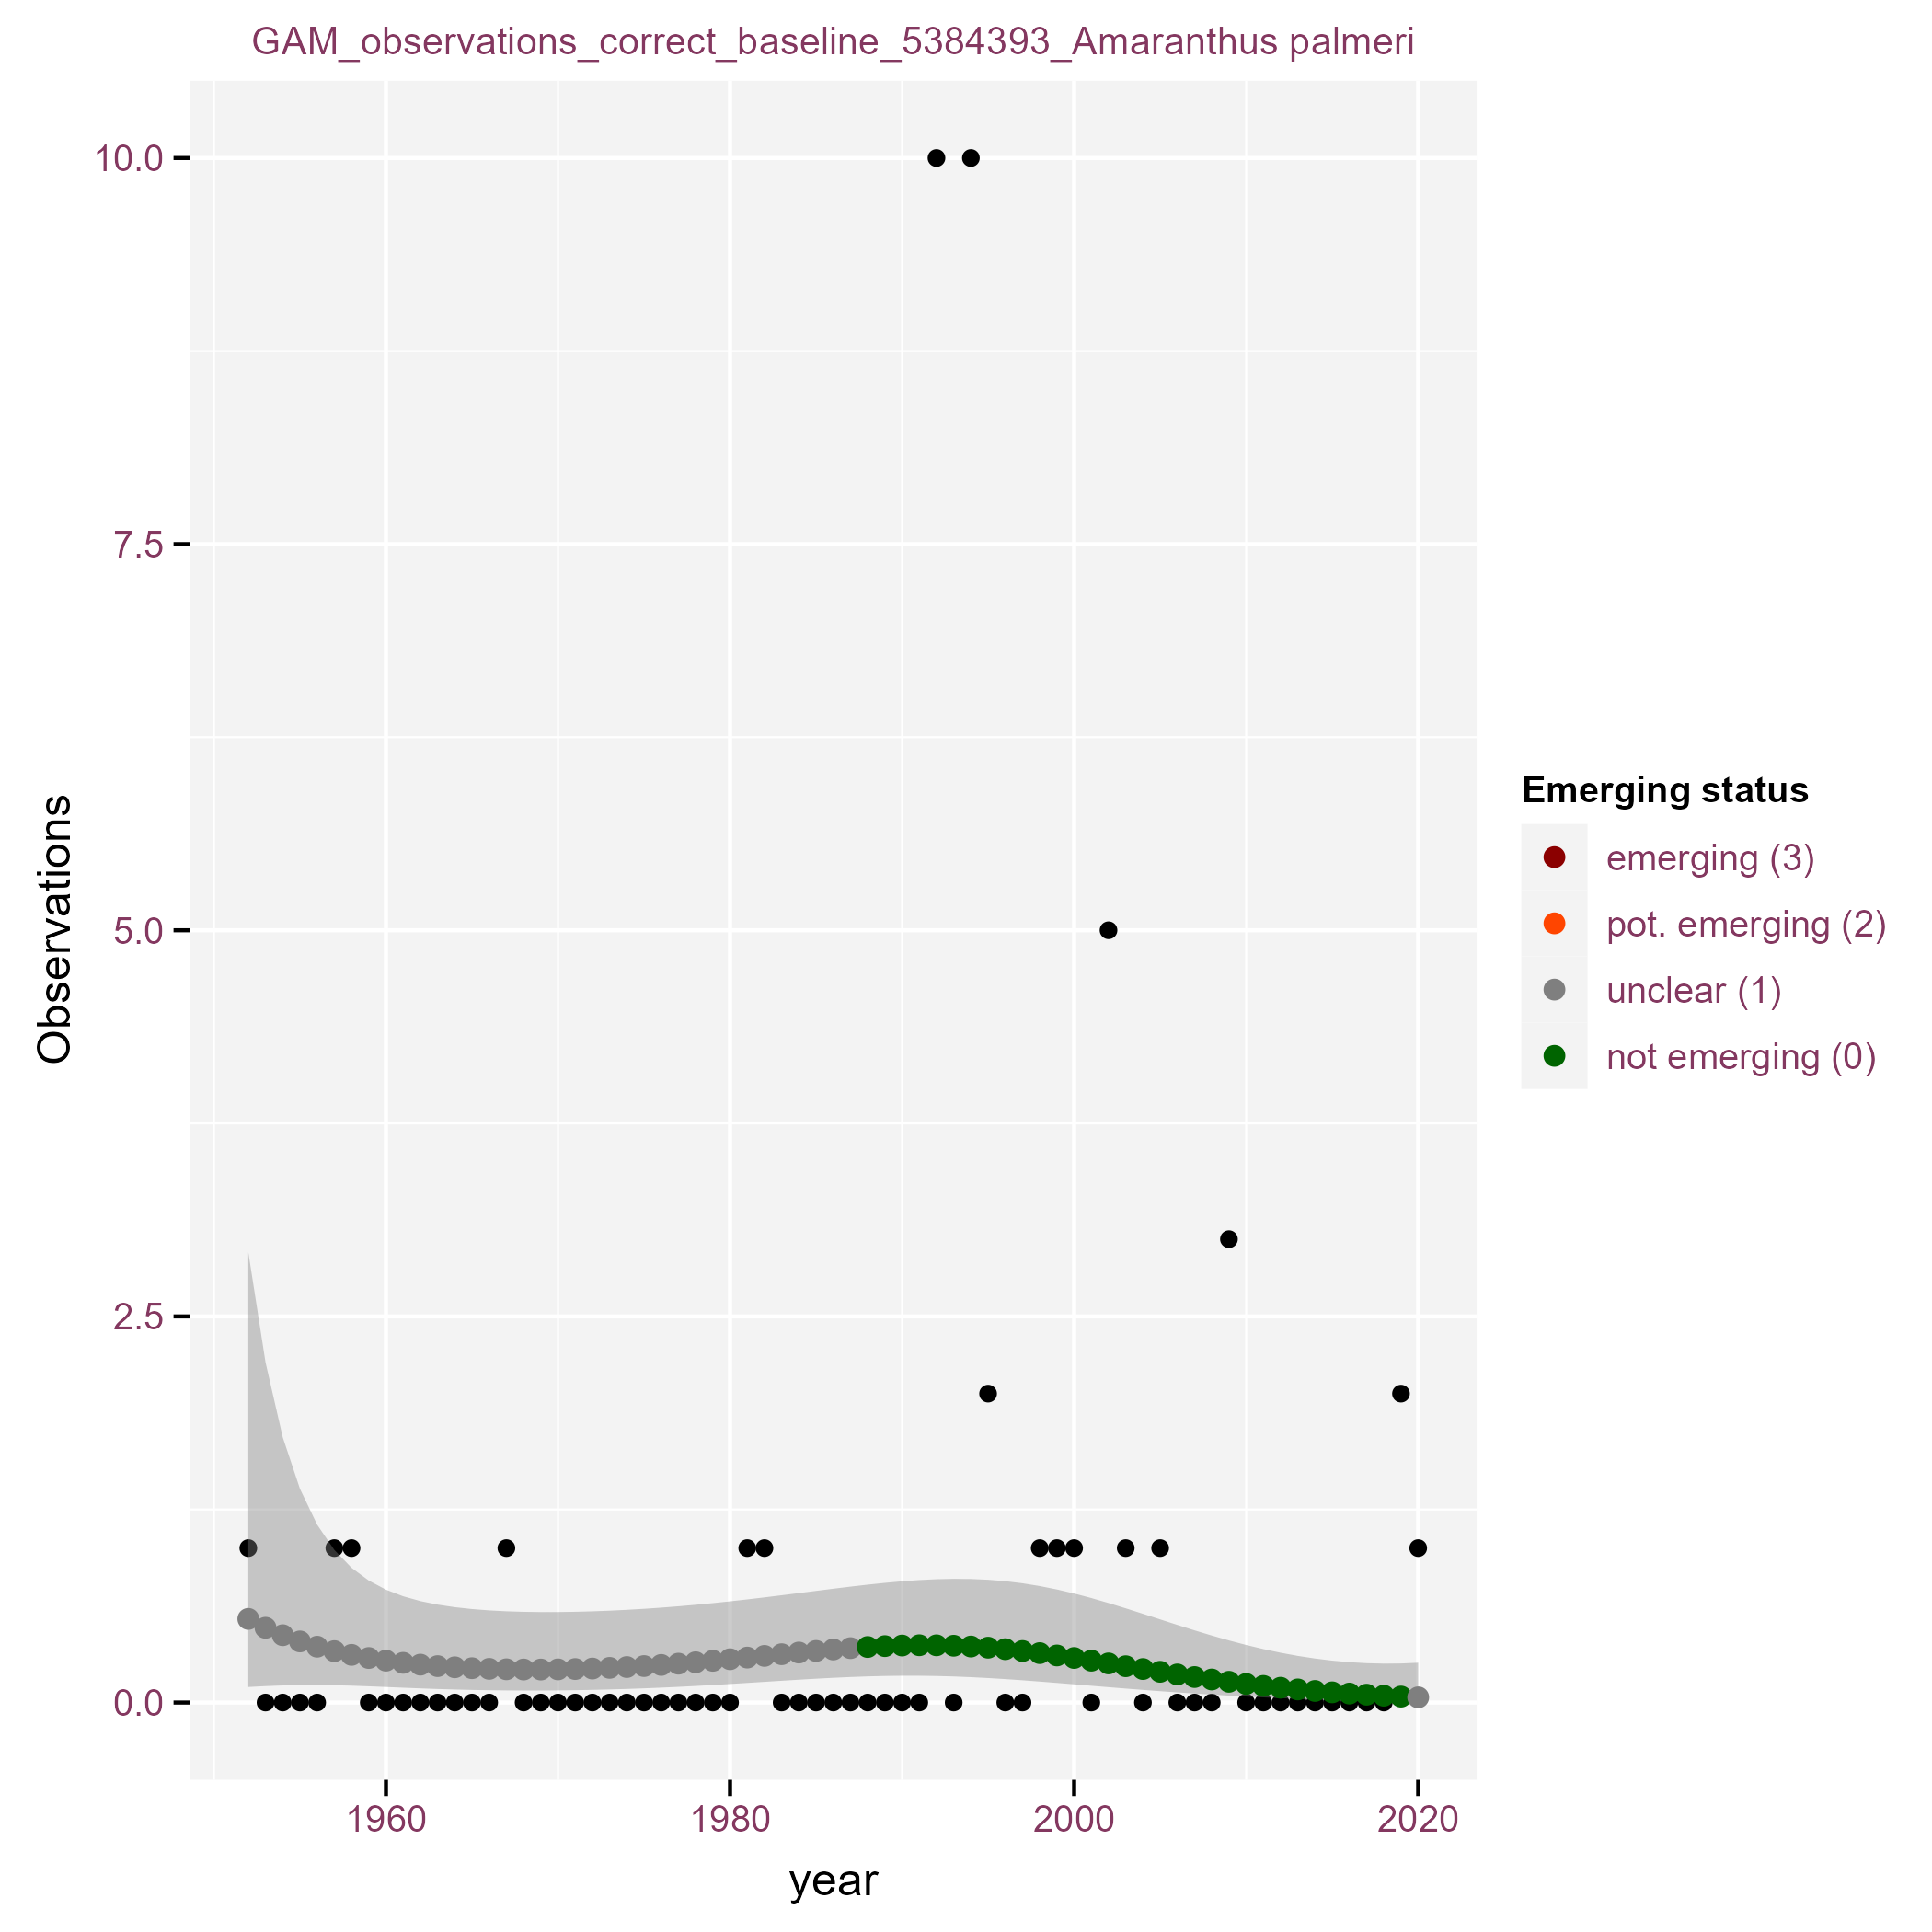 GAM_observations_correct_baseline_5384393_Amaranthus palmeri
10.0
7.5
5.0
2.5
0.0
Observations
1960
1980
2000
2020
year
Emerging status
emerging (3)
pot. emerging (2)
unclear (1)
not emerging (0)